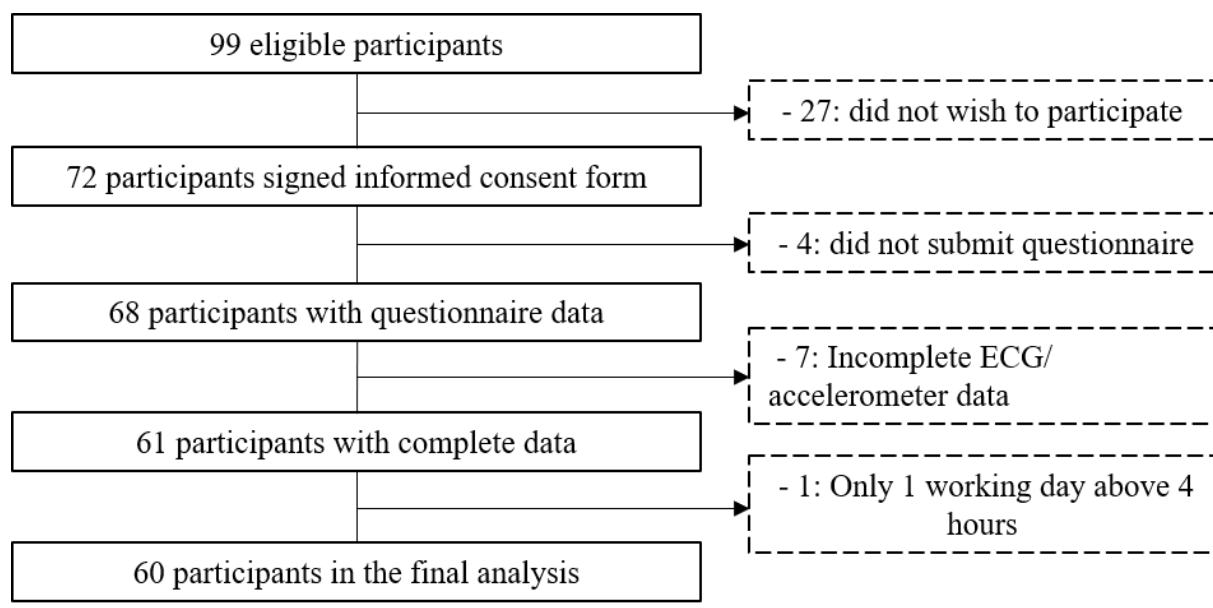 99 eligible participants
- 27: did not wish to participate
72 participants signed informed consent form
- 4: did not submit questionnaire
68 participants with questionnaire data
- 7: Incomplete ECG/
accelerometer data
61 participants with complete data
- 1: Only 1 working day above 4
hours
60 participants in the final analysis